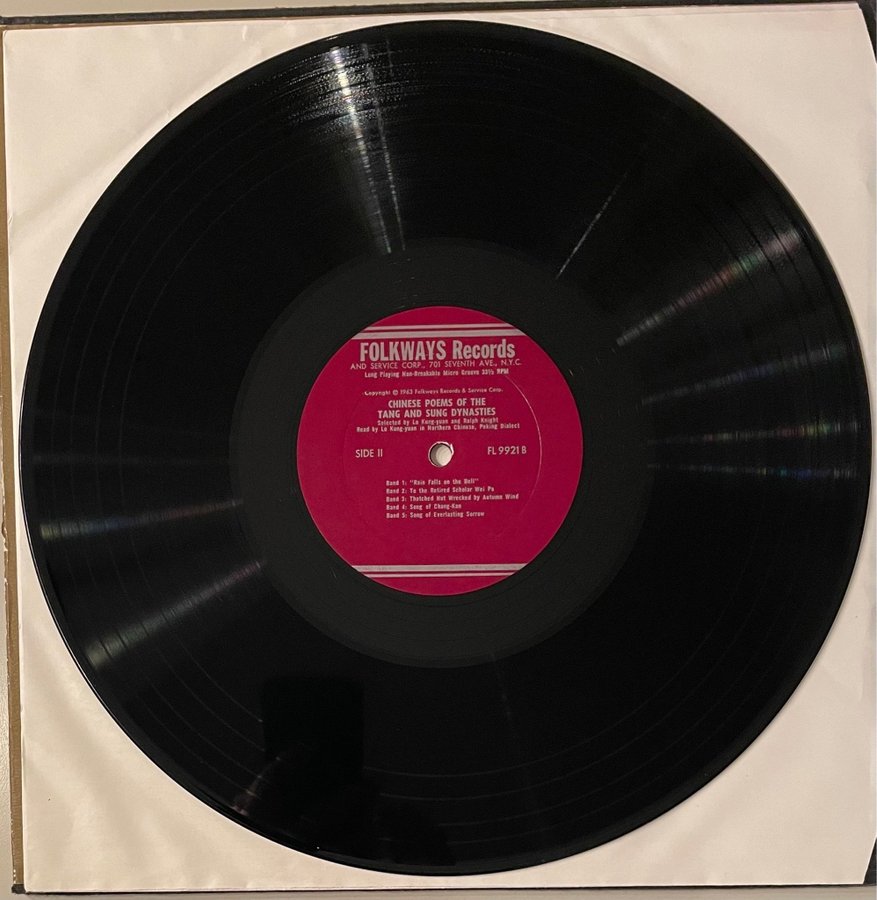 FOLKWAYS Records
AND SERVICE CORP., 701 SEVENTH AVE., N.Y.C.
Long Playing Non-Breakable Micro Groove 33⅓ RPM
Copyright © 1963 Folkways Records & Service Corp.
CHINESE POEMS OF THE
TANG AND SUNG DYNASTIES
Selected by Lo Kung-yuan and Ralph Knight
Read by Lo Kung-yuan in Northern Chinese, Peking Dialect
SIDE II FL 9921 B
Band 1: "Rain Falls on the Bell"
Band 2: To the Retired Scholar Wei Pa
Band 3: Thatched Hut Wrecked by Autumn Wind
Band 4: Song of Chang-Kan
Band 5: Song of Everlasting Sorrow